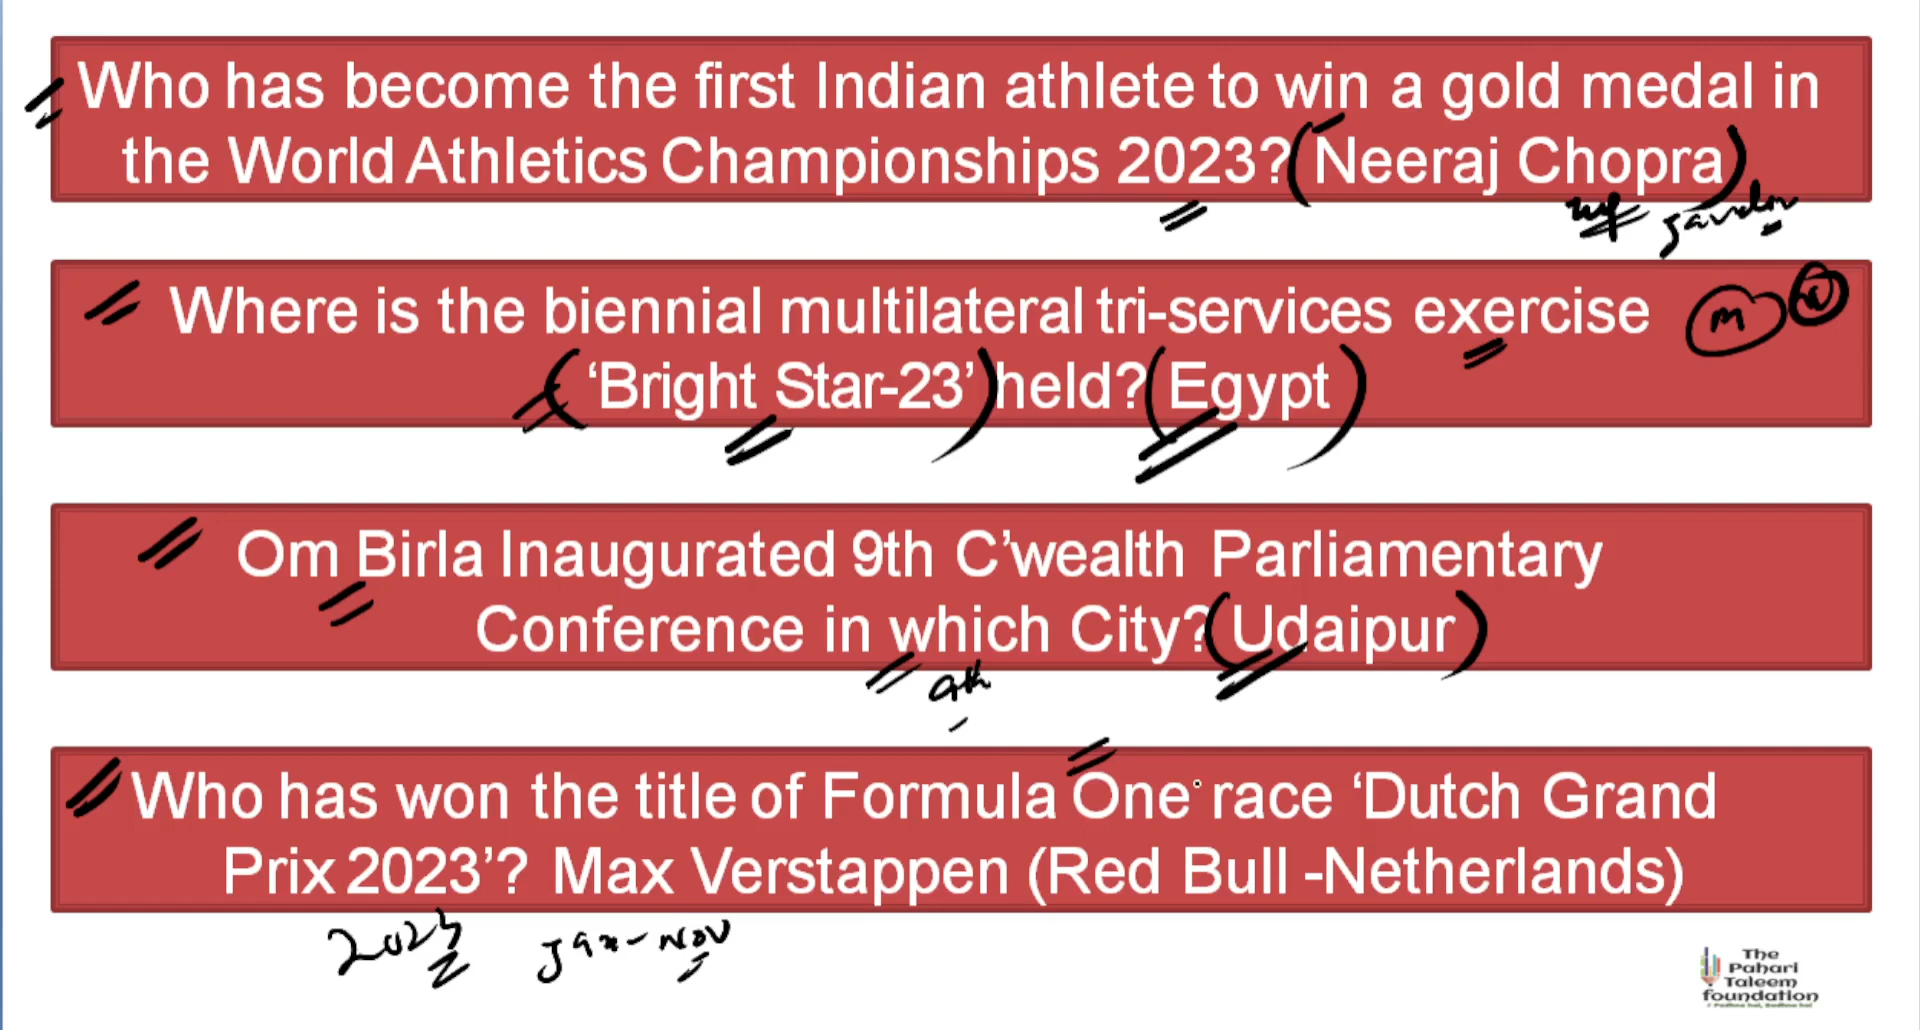 Who has become the first Indian athlete to win a gold medal in
the World Athletics Championships 2023? (Neeraj Chopra)
Where is the biennial multilateral tri-services exercise
M
‘Bright Star-23’ held? (Egypt)
Om Birla Inaugurated 9th C’wealth Parliamentary
Conference in which City? (Udaipur)
9th
Who has won the title of Formula One race ‘Dutch Grand
Prix 2023’? Max Verstappen (Red Bull -Netherlands)
2023 Jan-Nov
The
Pahari
Taleem
foundation